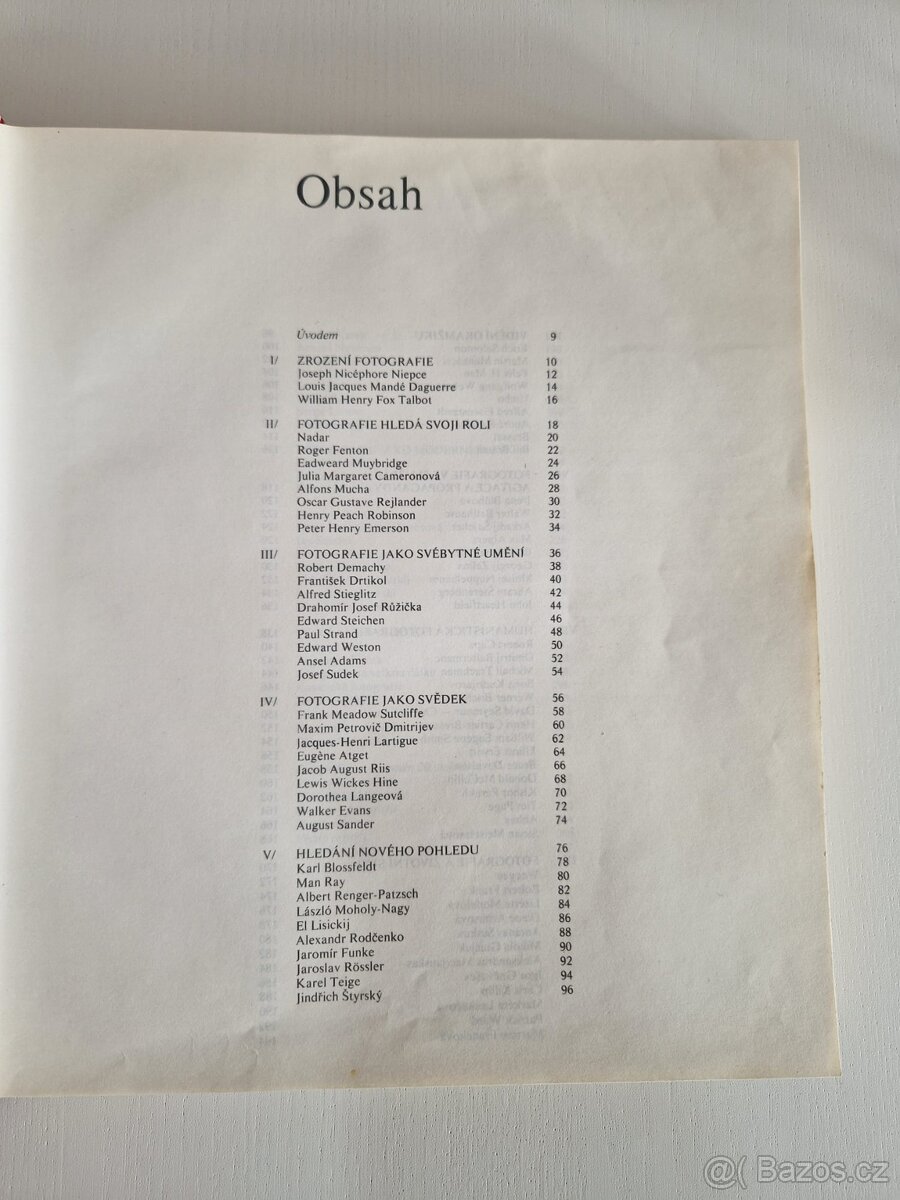 Obsah
Úvodem 9
I/ ZROZENÍ FOTOGRAFIE 10
Joseph Nicéphore Niepce 12
Louis Jacques Mandé Daguerre 14
William Henry Fox Talbot 16
II/ FOTOGRAFIE HLEDÁ SVOJI ROLI 18
Nadar 20
Roger Fenton 22
Eadweard Muybridge 24
Julia Margaret Cameronová 26
Alfons Mucha 28
Oscar Gustave Rejlander 30
Henry Peach Robinson 32
Peter Henry Emerson 34
III/ FOTOGRAFIE JAKO SVÉBYTNÉ UMĚNÍ 36
Robert Demachy 38
František Drtikol 40
Alfred Stieglitz 42
Drahomír Josef Růžička 44
Edward Steichen 46
Paul Strand 48
Edward Weston 50
Ansel Adams 52
Josef Sudek 54
IV/ FOTOGRAFIE JAKO SVĚDEK 56
Frank Meadow Sutcliffe 58
Maxim Petrovič Dmitrijev 60
Jacques-Henri Lartigue 62
Eugène Atget 64
Jacob August Riis 66
Lewis Wickes Hine 68
Dorothea Langeová 70
Walker Evans 72
August Sander 74
V/ HLEDÁNÍ NOVÉHO POHLEDU 76
Karl Blossfeldt 78
Man Ray 80
Albert Renger-Patzsch 82
László Moholy-Nagy 84
El Lisickij 86
Alexandr Rodčenko 88
Jaromír Funke 90
Jaroslav Rössler 92
Karel Teige 94
Jindřich Štyrský 96
@( Bazos.cz